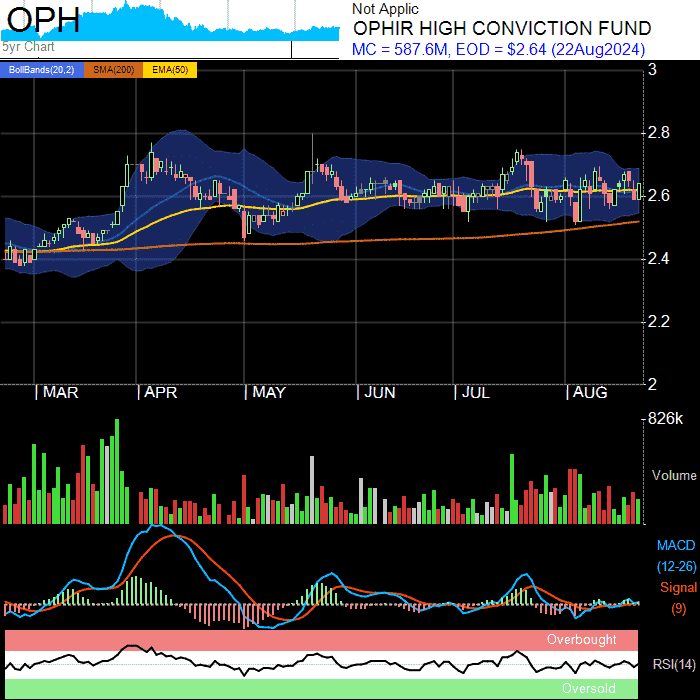 OPH
5yr Chart
Not Applic
OPHIR HIGH CONVICTION FUND
MC = 587.6M, EOD = $2.64 (22Aug2024)
BollBands(20,2) SMA(200) EMA(50)
3
2.8
2.6
2.4
2.2
2
MAR APR MAY JUN JUL AUG
826k
Volume
MACD
(12-26)
Signal
(9)
Overbought
RSI(14)
Oversold